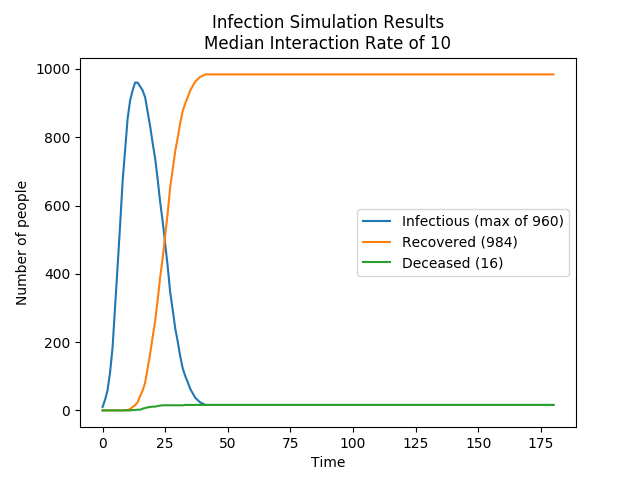 Infection Simulation Results
Median Interaction Rate of 10
1000
800
600
400
200
0
Number of people
Infectious (max of 960)
Recovered (984)
Deceased (16)
0
25
50
75
100
125
150
175
Time